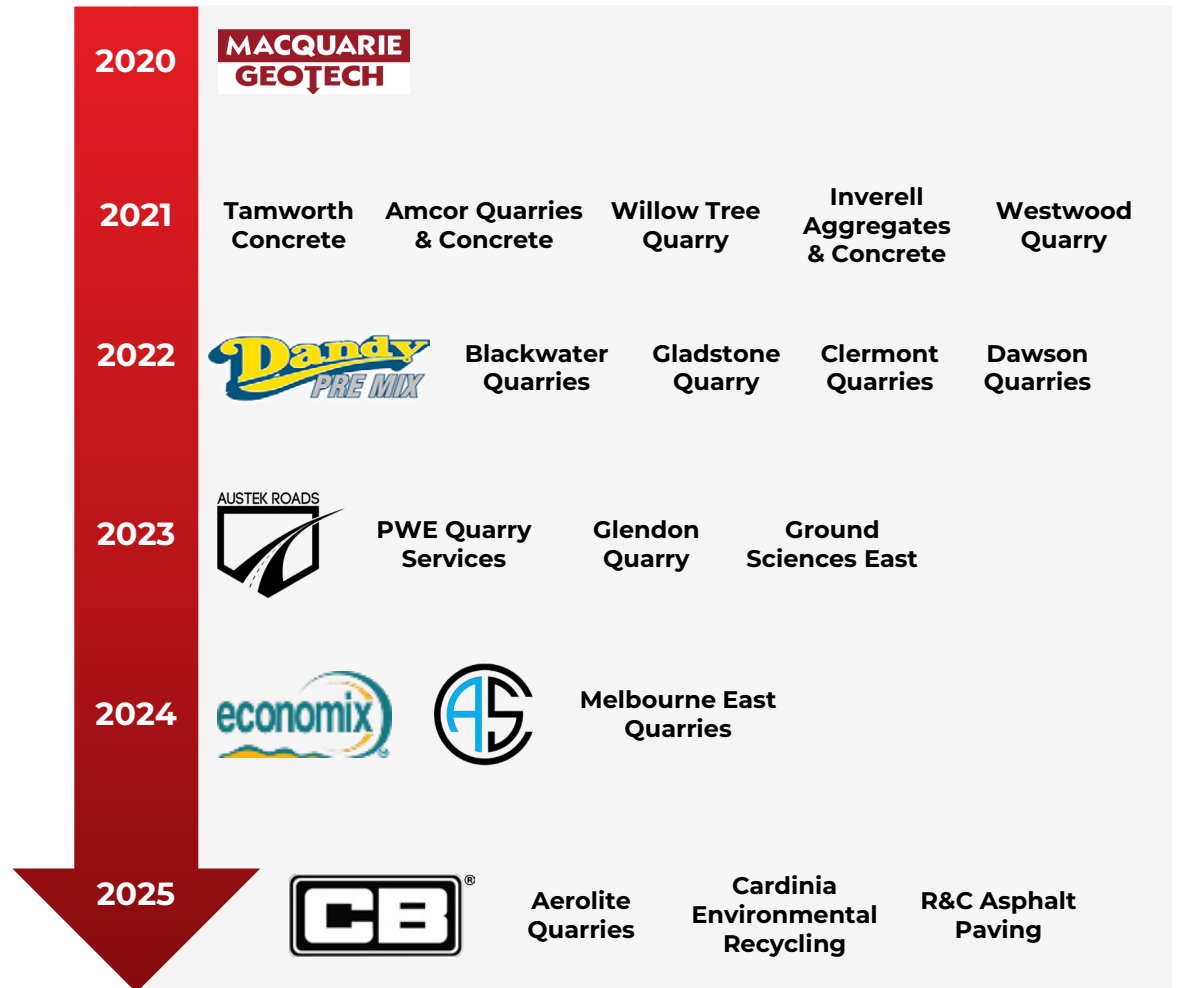 2020
MACQUARIE
GEOTECH
2021
Tamworth
Concrete
Amcor Quarries
& Concrete
Willow Tree
Quarry
Inverell
Aggregates
& Concrete
Westwood
Quarry
2022
Dandy
PRE MIX
Blackwater
Quarries
Gladstone
Quarry
Clermont
Quarries
Dawson
Quarries
2023
AUSTEK ROADS
PWE Quarry
Services
Glendon
Quarry
Ground
Sciences East
2024
economix
AS
Melbourne East
Quarries
2025
CB®
Aerolite
Quarries
Cardinia
Environmental
Recycling
R&C Asphalt
Paving